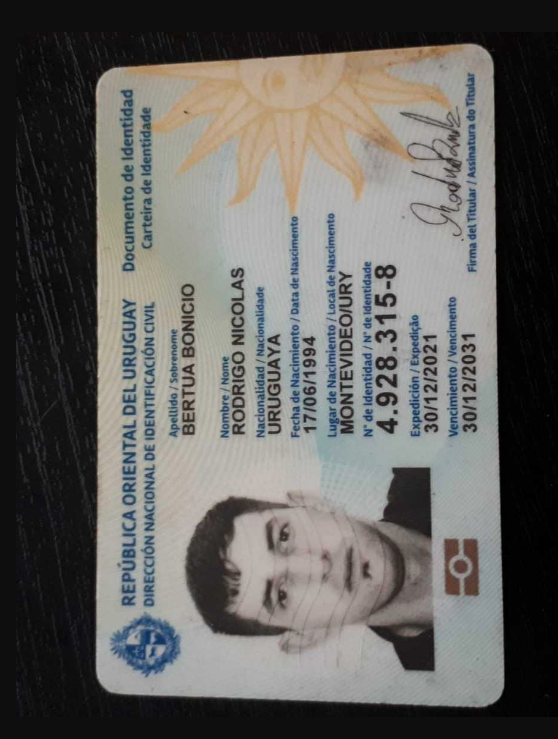 REPÚBLICA ORIENTAL DEL URUGUAY
DIRECCIÓN NACIONAL DE IDENTIFICACIÓN CIVIL
Documento de Identidad
Carteira de Identidade
Apellido / Sobrenome
BERTUA BONICIO
Nombre / Nome
RODRIGO NICOLAS
Nacionalidad / Nacionalidade
URUGUAYA
Fecha de Nacimiento / Data de Nascimento
17/06/1994
Lugar de Nacimiento / Local de Nascimento
MONTEVIDEO/URY
N° de Identidad / N° de Identidade
4.928.315-8
Expedición / Expedição
30/12/2021
Vencimiento / Vencimento
30/12/2031
Firma del Titular / Assinatura do Titular